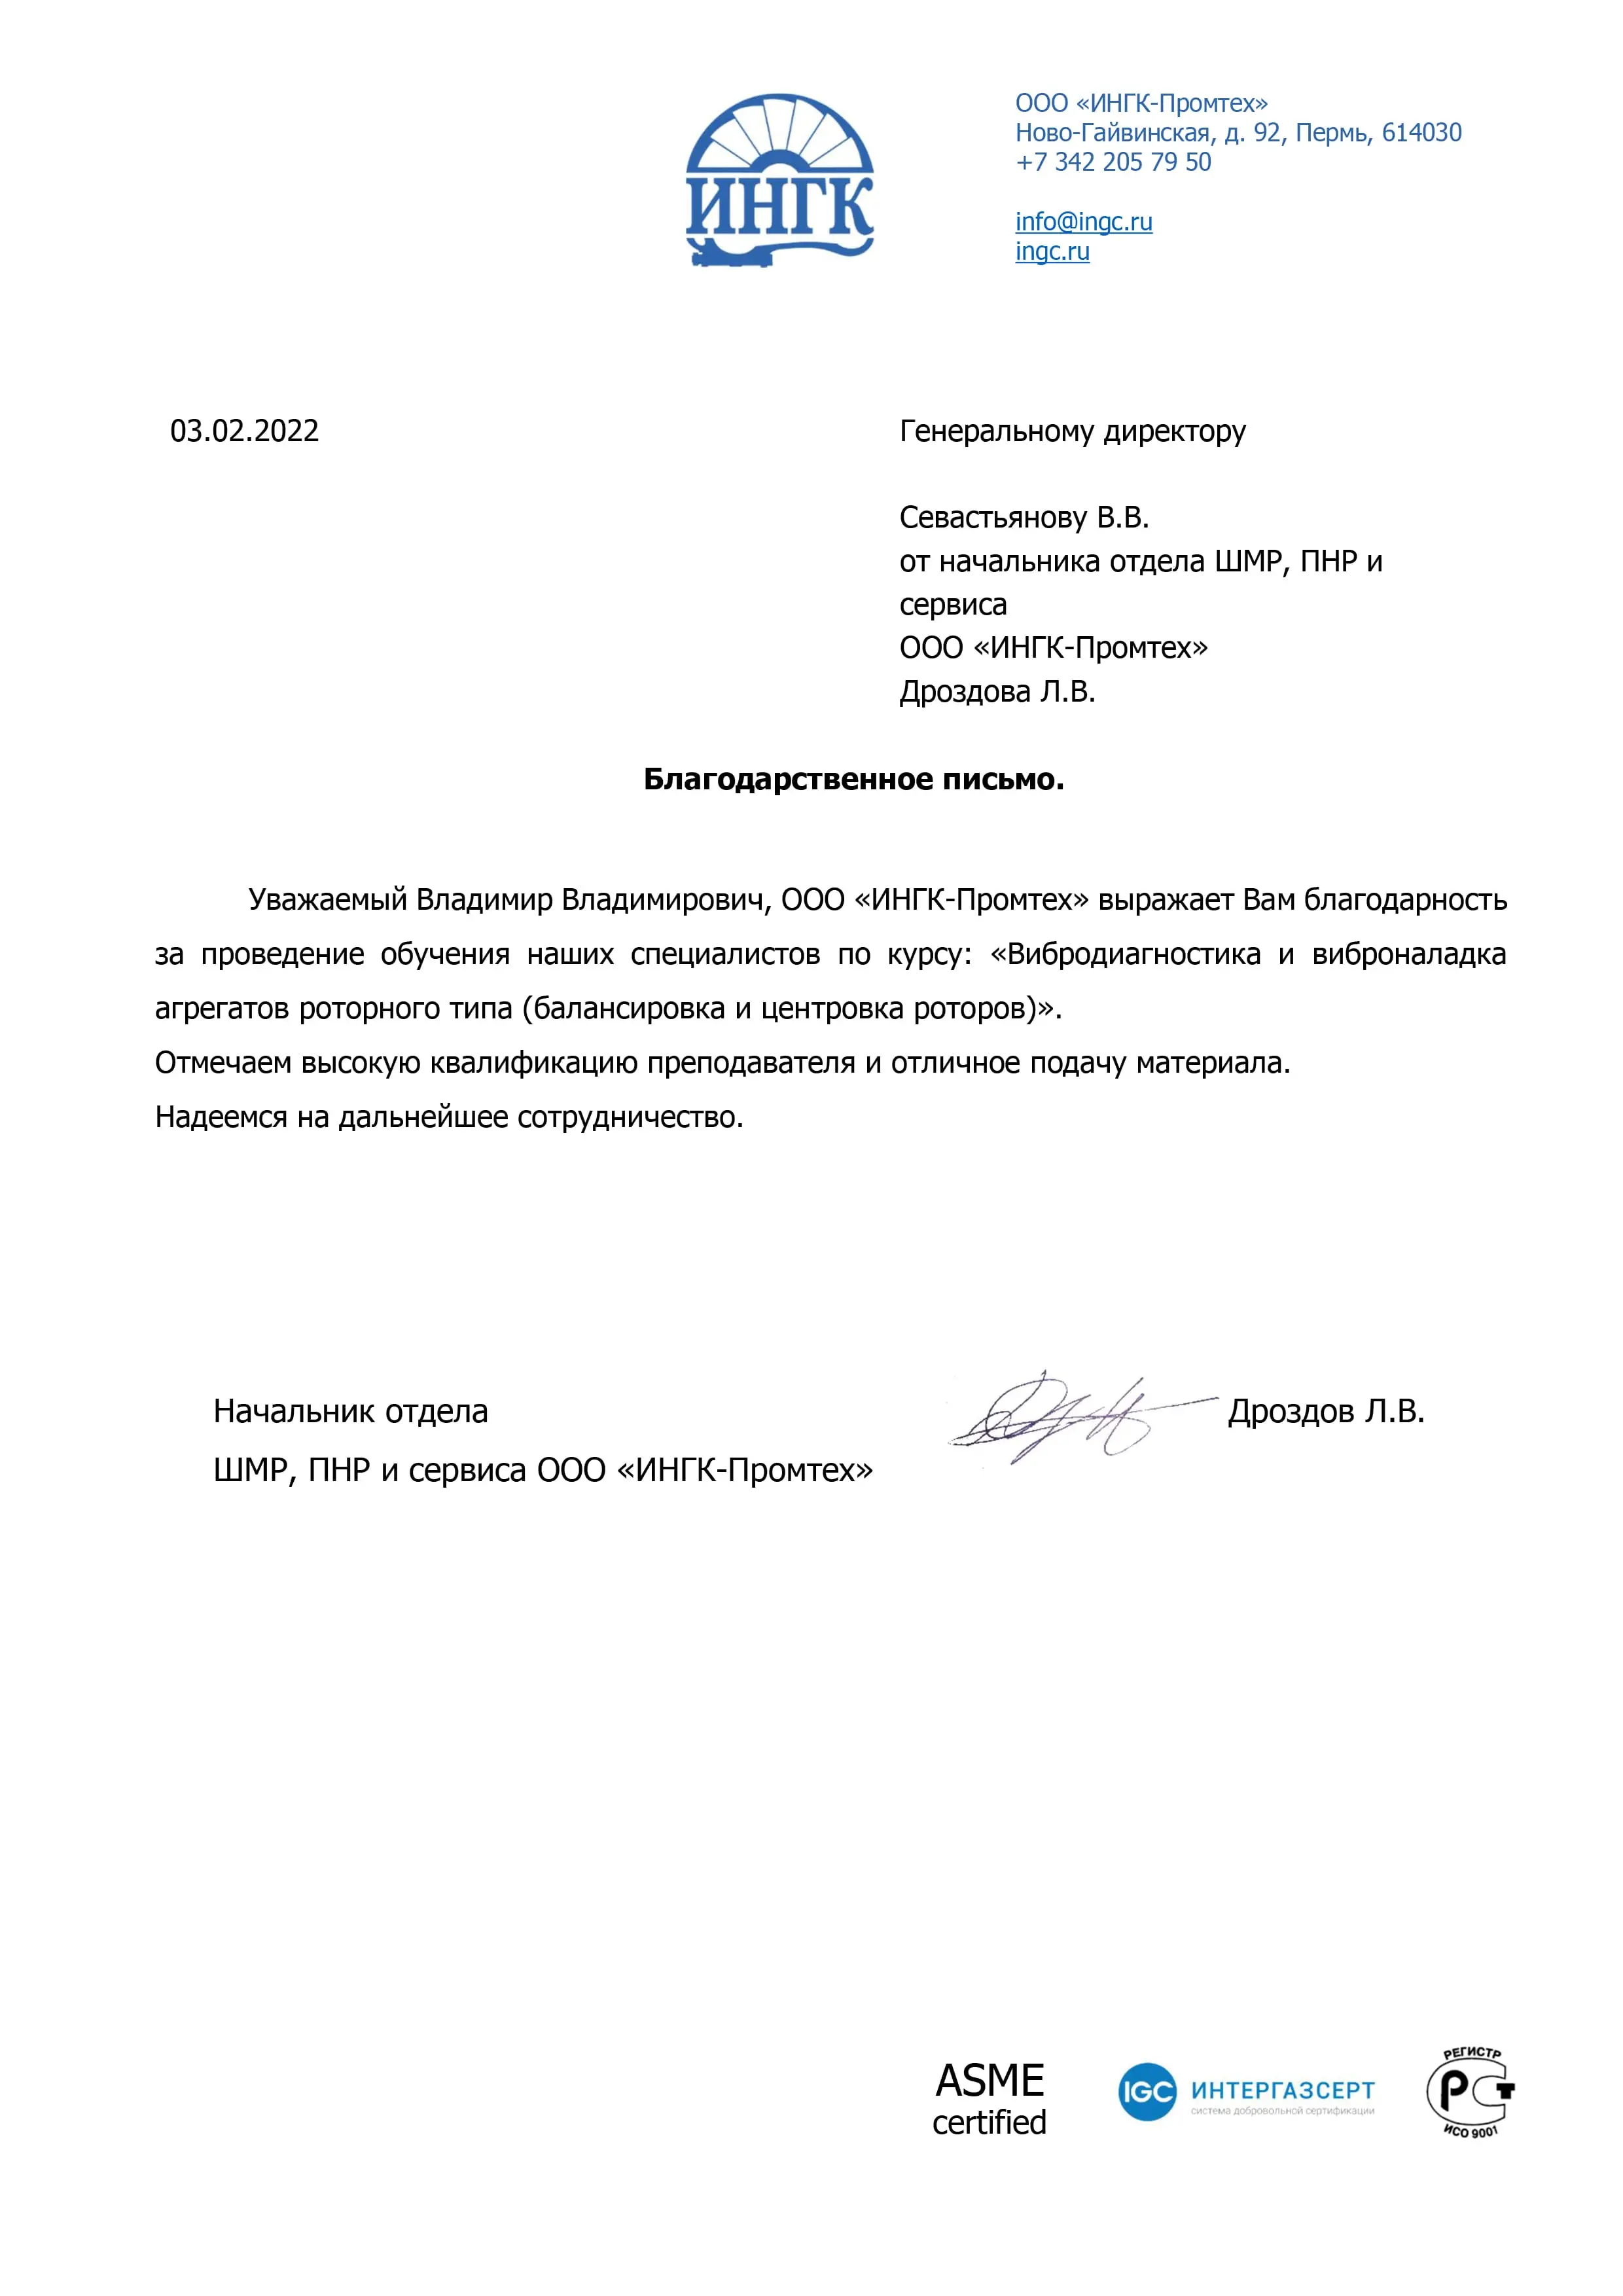 ИНГК
ООО «ИНГК-Промтех»
Ново-Гайвинская, д. 92, Пермь, 614030
+7 342 205 79 50
info@ingc.ru
ingc.ru
03.02.2022
Генеральному директору
Севастьянову В.В.
от начальника отдела ШМР, ПНР и
сервиса
ООО «ИНГК-Промтех»
Дроздова Л.В.
Благодарственное письмо.
Уважаемый Владимир Владимирович, ООО «ИНГК-Промтех» выражает Вам благодарность
за проведение обучения наших специалистов по курсу: «Вибродиагностика и виброналадка
агрегатов роторного типа (балансировка и центровка роторов)».
Отмечаем высокую квалификацию преподавателя и отличное подачу материала.
Надеемся на дальнейшее сотрудничество.
Начальник отдела
Дроздов Л.В.
ШМР, ПНР и сервиса ООО «ИНГК-Промтех»
ASME
certified
IGC
ИНТЕРГАЗСЕРТ
система добровольной сертификации
РЕГИСТР
РСТ
ИСО 9001